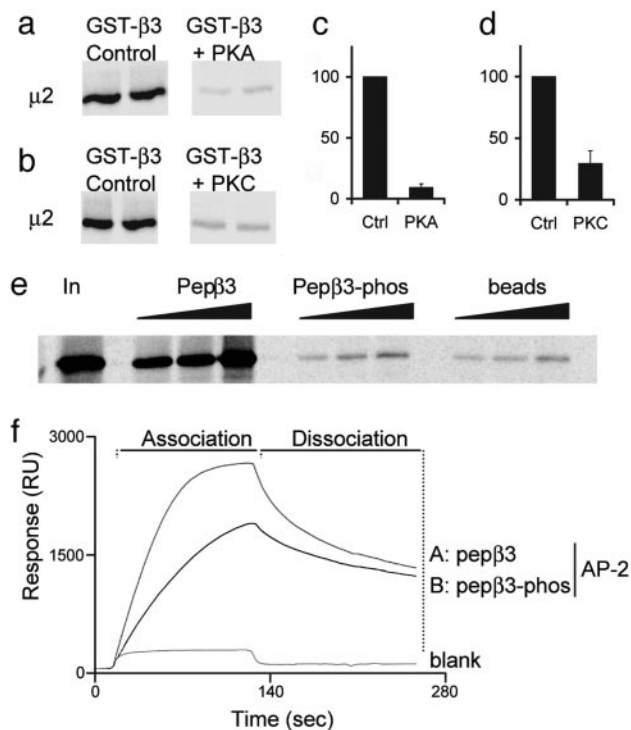 a
GST-β3 Control
GST-β3 + PKA
μ2
b
GST-β3 Control
GST-β3 + PKC
μ2
c
100
50
0
Ctrl PKA
d
100
50
0
Ctrl PKC
e
In Pepβ3 Pepβ3-phos beads
f
3000
1500
0
Response (RU)
Association Dissociation
A: pepβ3
B: pepβ3-phos
AP-2
blank
0 140 280
Time (sec)